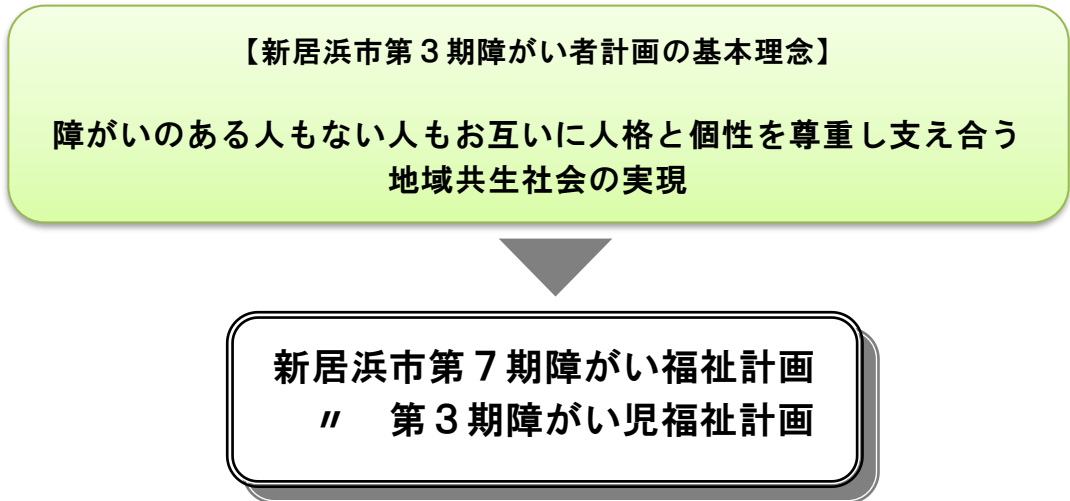 【新居浜市第３期障がい者計画の基本理念】
障がいのある人もない人もお互いに人格と個性を尊重し支え合う
地域共生社会の実現
新居浜市第７期障がい福祉計画
〃　第３期障がい児福祉計画